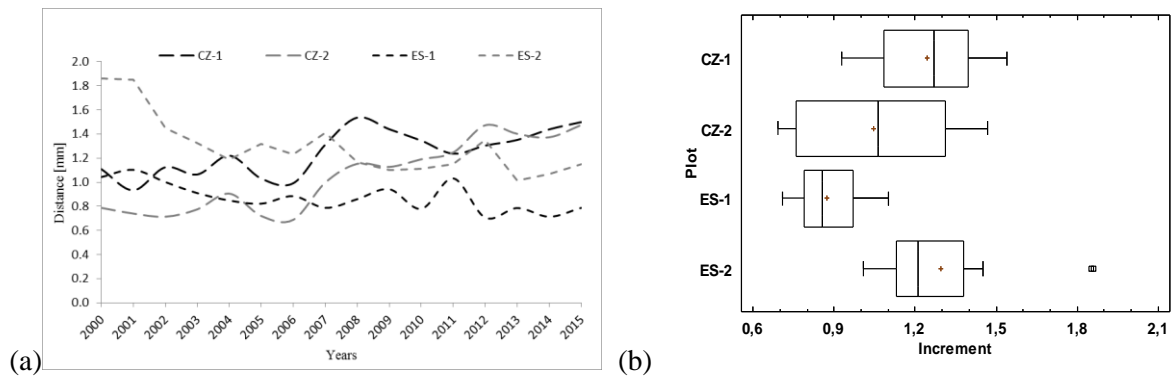 CZ-1 CZ-2 ES-1 ES-2
2.0
1.8
1.6
1.4
1.2
1.0
0.8
0.6
0.4
0.2
0.0
Distance [mm]
2000 2001 2002 2003 2004 2005 2006 2007 2008 2009 2010 2011 2012 2013 2014 2015
Years
(a)
CZ-1
CZ-2
ES-1
ES-2
Plot
0,6 0,9 1,2 1,5 1,8 2,1
Increment
(b)